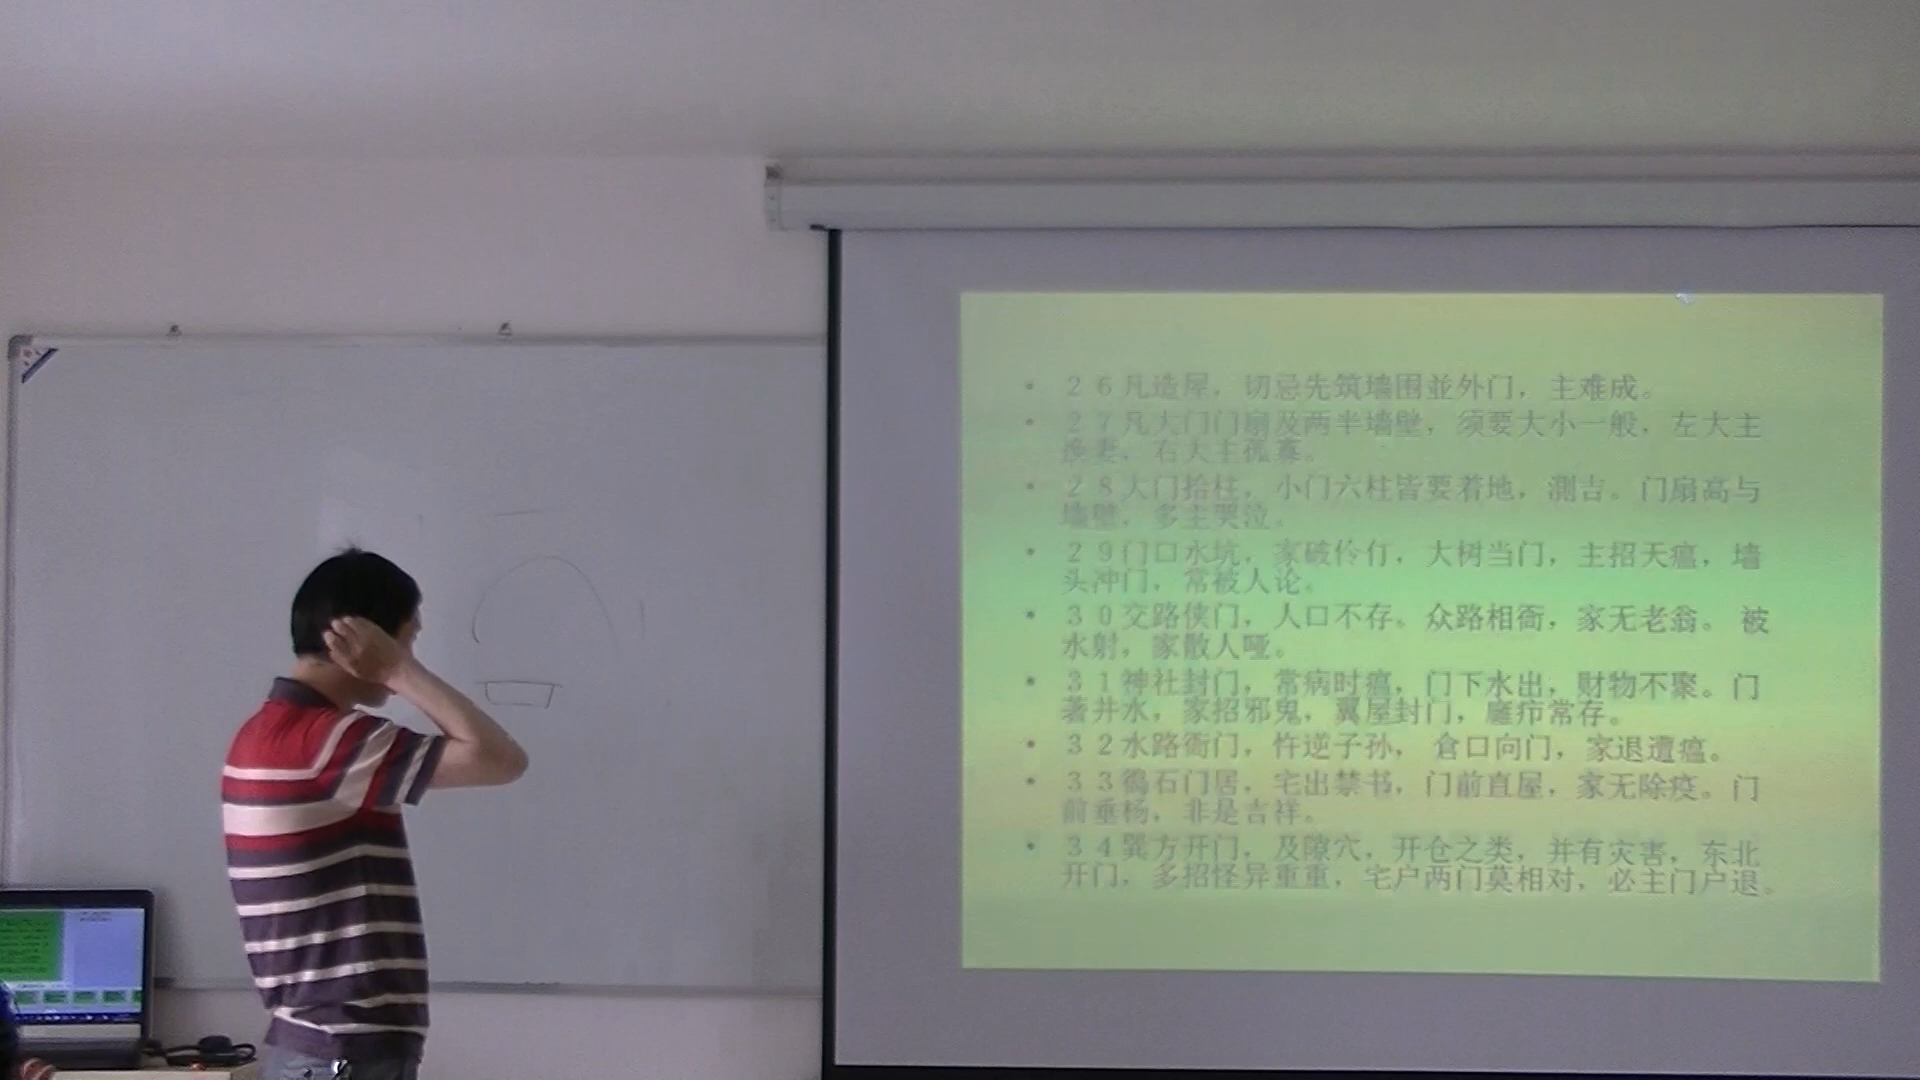 26凡造屋，切忌先筑墙围並外门，主难成。
27凡大门门扇及两半墙壁，须要大小一般，左大主
换妻，右大主孤寡。
28大门拾柱，小门六柱皆要着地，测吉。门扇高与
墙壁，多主哭泣。
29门口水坑，家破伶仃，大树当门，主招天瘟，墙
头冲门，常被人论。
30交路侠门，人口不存。众路相衙，家无老翁。 被
水射，家散人哑。
31神社封门，常病时瘟，门下水出，财物不聚。门
著井水，家招邪鬼，翼屋封门，疖常存。
32水路衙门，忤逆子孙， 倉口向门，家退遭瘟。
33石门居，宅出禁书，门前直屋，家无除疫。门
前垂杨，非是吉祥。
34巽方开门，及隙穴，开仓之类，并有灾害，东北
开门，多招怪异重重，宅户两门莫相对，必主门户退。